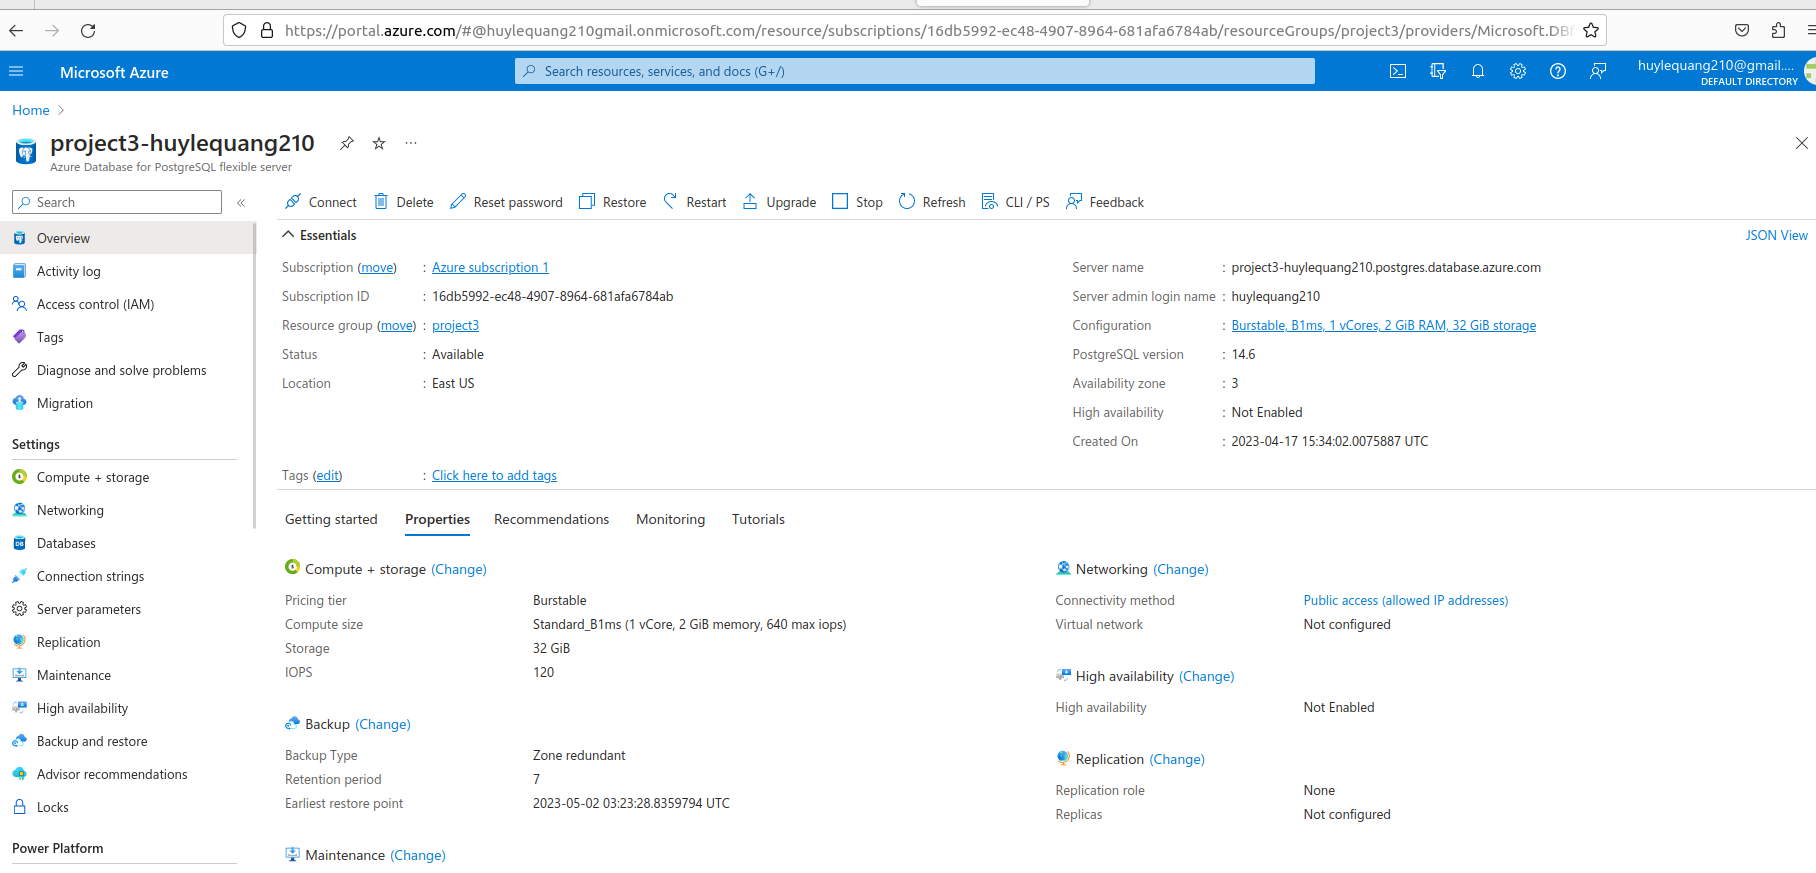 https://portal.azure.com/#@huylequang210gmail.onmicrosoft.com/resource/subscriptions/16db5992-ec48-4907-8964-681afa6784ab/resourceGroups/project3/providers/Microsoft.DBf
Microsoft Azure
Search resources, services, and docs (G+/)
huylequang210@gmail....
DEFAULT DIRECTORY
Home
project3-huylequang210
...
Azure Database for PostgreSQL flexible server
Search
«
Connect Delete Reset password Restore Restart Upgrade Stop Refresh CLI / PS Feedback
Overview
Activity log
Access control (IAM)
Tags
Diagnose and solve problems
Migration
Settings
Compute + storage
Networking
Databases
Connection strings
Server parameters
Replication
Maintenance
High availability
Backup and restore
Advisor recommendations
Locks
Power Platform
Essentials
JSON View
Subscription (move) : Azure subscription 1
Subscription ID : 16db5992-ec48-4907-8964-681afa6784ab
Resource group (move) : project3
Status : Available
Location : East US
Server name : project3-huylequang210.postgres.database.azure.com
Server admin login name : huylequang210
Configuration : Burstable, B1ms, 1 vCores, 2 GiB RAM, 32 GiB storage
PostgreSQL version : 14.6
Availability zone : 3
High availability : Not Enabled
Created On : 2023-04-17 15:34:02.0075887 UTC
Tags (edit) : Click here to add tags
Getting started Properties Recommendations Monitoring Tutorials
Compute + storage (Change)
Pricing tier Burstable
Compute size Standard_B1ms (1 vCore, 2 GiB memory, 640 max iops)
Storage 32 GiB
IOPS 120
Backup (Change)
Backup Type Zone redundant
Retention period 7
Earliest restore point 2023-05-02 03:23:28.8359794 UTC
Maintenance (Change)
Networking (Change)
Connectivity method Public access (allowed IP addresses)
Virtual network Not configured
High availability (Change)
High availability Not Enabled
Replication (Change)
Replication role None
Replicas Not configured